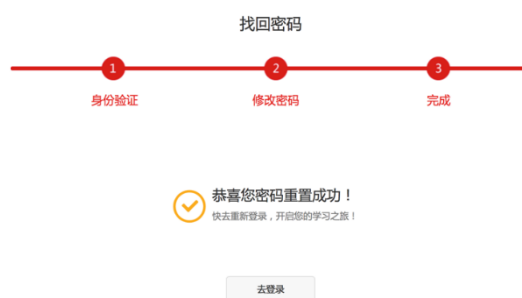 找回密码
1 2 3
身份验证 修改密码 完成
恭喜您密码重置成功！
快去重新登录，开启您的学习之旅！
去登录